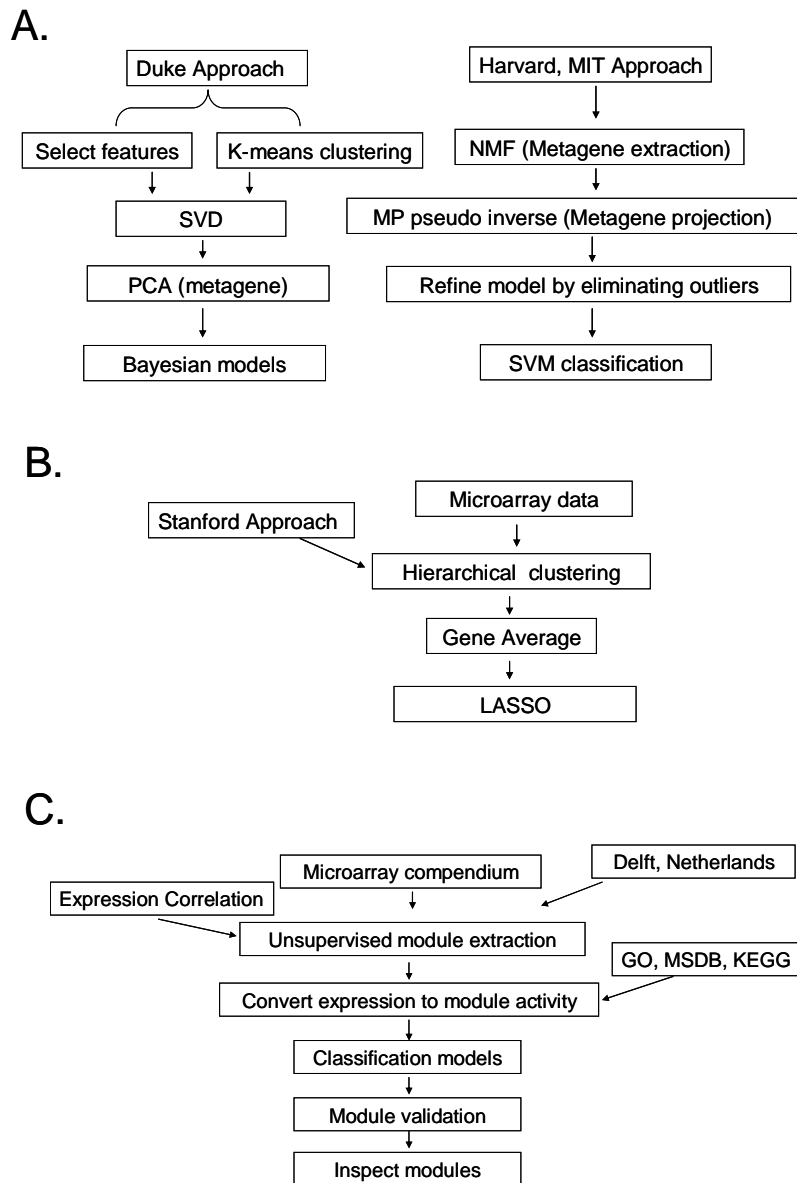 A.
Duke Approach
Select features
K-means clustering
SVD
PCA (metagene)
Bayesian models
Harvard, MIT Approach
NMF (Metagene extraction)
MP pseudo inverse (Metagene projection)
Refine model by eliminating outliers
SVM classification
B.
Microarray data
Stanford Approach
Hierarchical clustering
Gene Average
LASSO
C.
Delft, Netherlands
Microarray compendium
Expression Correlation
Unsupervised module extraction
GO, MSDB, KEGG
Convert expression to module activity
Classification models
Module validation
Inspect modules